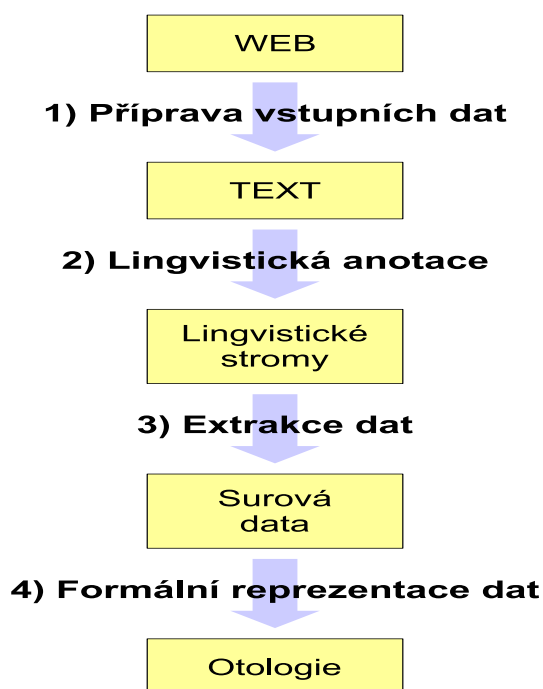 WEB
1) Příprava vstupních dat
TEXT
2) Lingvistická anotace
Lingvistické
stromy
3) Extrakce dat
Surová
data
4) Formální reprezentace dat
Otologie